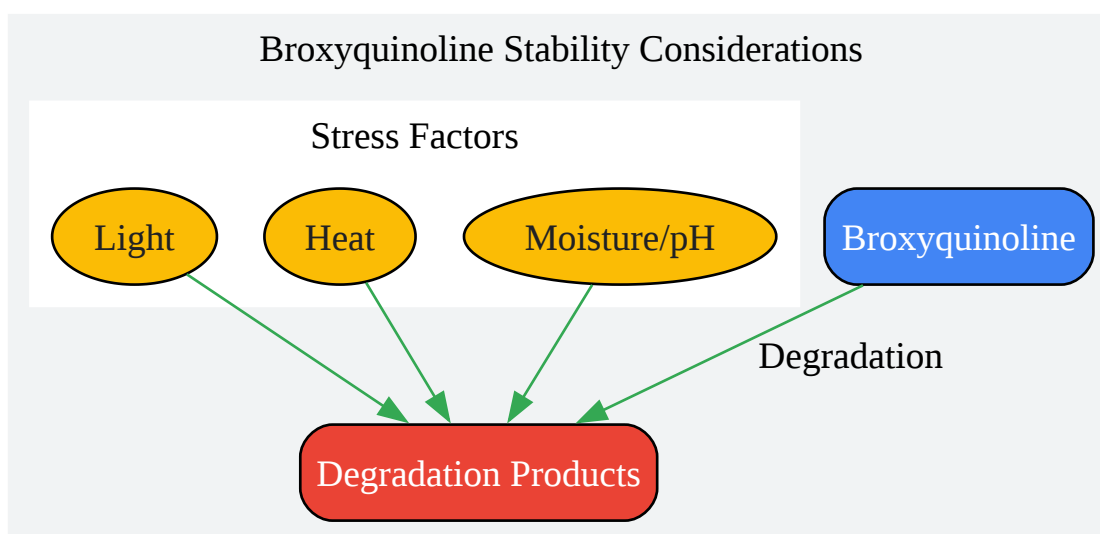 Broxyquinoline Stability Considerations
Stress Factors
Light
Heat
Moisture/pH
Broxyquinoline
Degradation
Degradation Products